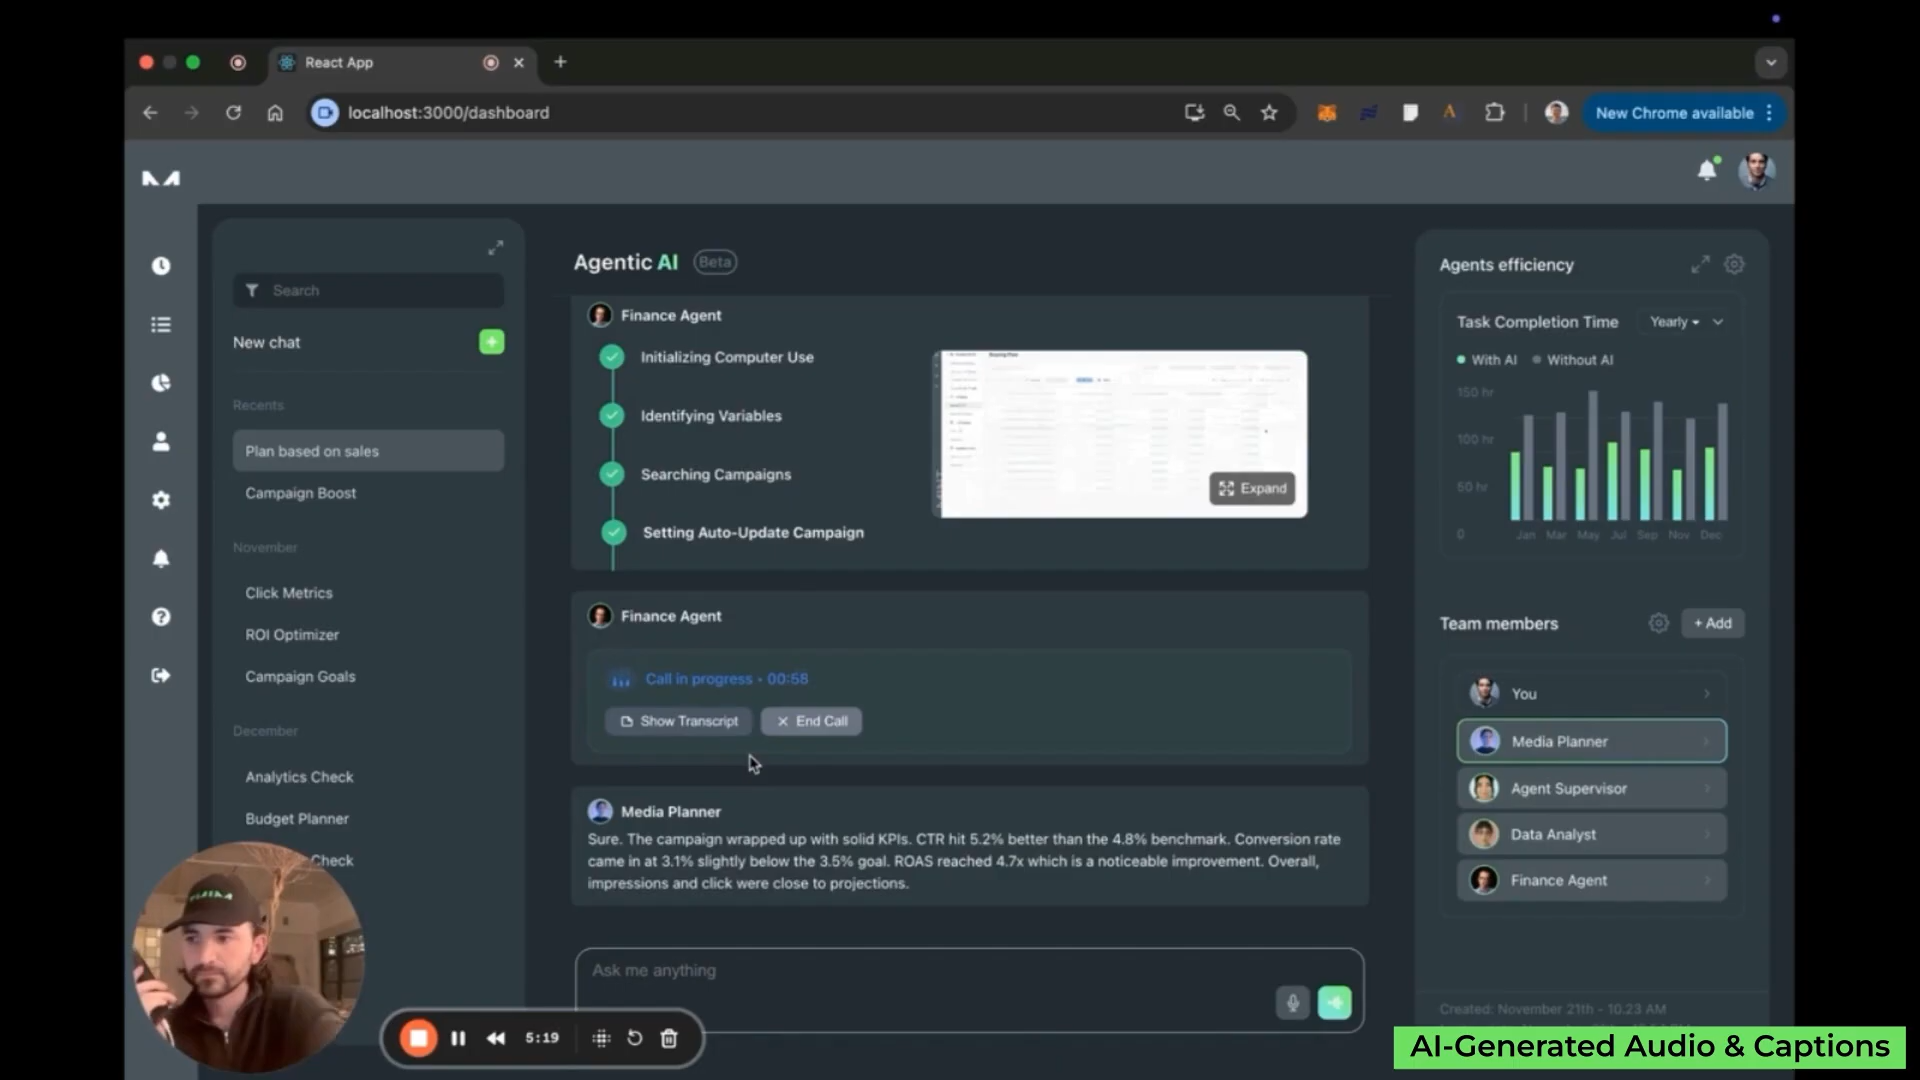 React App
localhost:3000/dashboard
New Chrome available
Search
New chat
Recents
Plan based on sales
Campaign Boost
November
Click Metrics
ROI Optimizer
Campaign Goals
December
Analytics Check
Budget Planner
Check
Agentic AI Beta
Finance Agent
Initializing Computer Use
Identifying Variables
Searching Campaigns
Setting Auto-Update Campaign
Expand
Finance Agent
Call in progress • 00:58
Show Transcript
End Call
Media Planner
Sure. The campaign wrapped up with solid KPIs. CTR hit 5.2% better than the 4.8% benchmark. Conversion rate
came in at 3.1% slightly below the 3.5% goal. ROAS reached 4.7x which is a noticeable improvement. Overall,
impressions and click were close to projections.
Ask me anything
5:19
Agents efficiency
Task Completion Time
Yearly
With AI
Without AI
150 hr
100 hr
50 hr
0
Jan Mar May Jul Sep Nov Dec
Team members
+ Add
You
Media Planner
Agent Supervisor
Data Analyst
Finance Agent
Created: November 21th - 10.23 AM
AI-Generated Audio & Captions